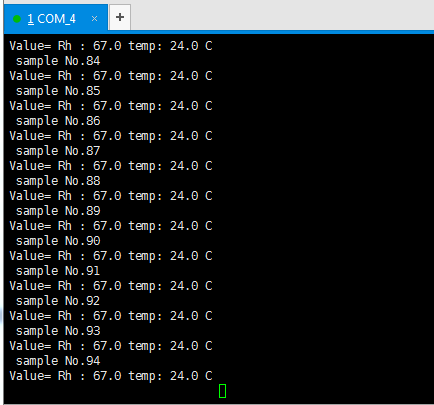 1 COM_4 × +
Value= Rh : 67.0 temp: 24.0 C
sample No.84
Value= Rh : 67.0 temp: 24.0 C
sample No.85
Value= Rh : 67.0 temp: 24.0 C
sample No.86
Value= Rh : 67.0 temp: 24.0 C
sample No.87
Value= Rh : 67.0 temp: 24.0 C
sample No.88
Value= Rh : 67.0 temp: 24.0 C
sample No.89
Value= Rh : 67.0 temp: 24.0 C
sample No.90
Value= Rh : 67.0 temp: 24.0 C
sample No.91
Value= Rh : 67.0 temp: 24.0 C
sample No.92
Value= Rh : 67.0 temp: 24.0 C
sample No.93
Value= Rh : 67.0 temp: 24.0 C
sample No.94
Value= Rh : 67.0 temp: 24.0 C